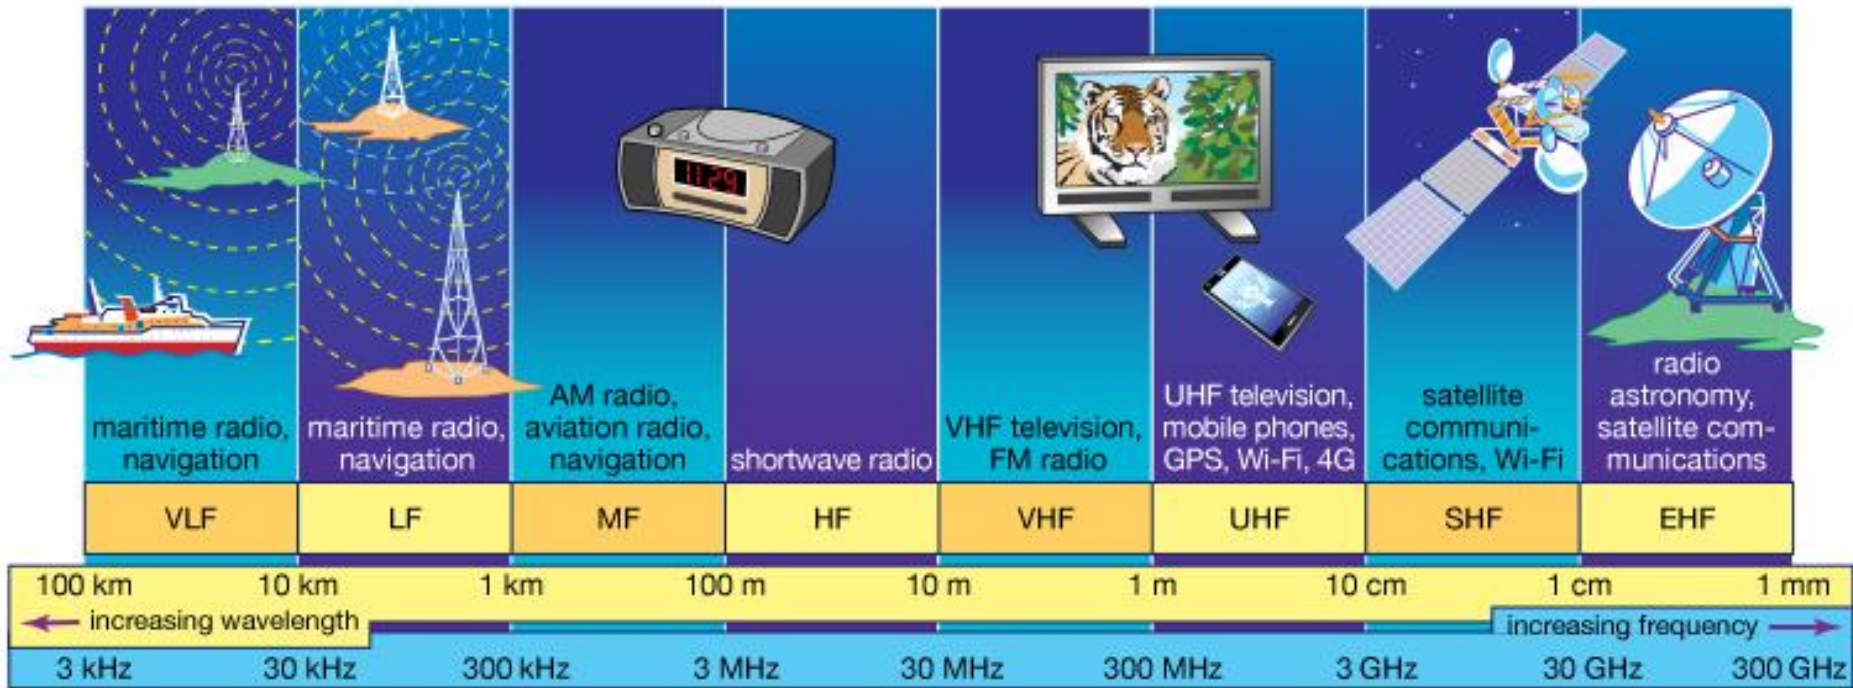 11:29
maritime radio,
navigation
maritime radio,
navigation
AM radio,
aviation radio,
navigation
shortwave radio
VHF television,
FM radio
UHF television,
mobile phones,
GPS, Wi-Fi, 4G
satellite
communi-
cations, Wi-Fi
radio
astronomy,
satellite com-
munications
VLF LF MF HF VHF UHF SHF EHF
100 km 10 km 1 km 100 m 10 m 1 m 10 cm 1 cm 1 mm
increasing wavelength increasing frequency
3 kHz 30 kHz 300 kHz 3 MHz 30 MHz 300 MHz 3 GHz 30 GHz 300 GHz